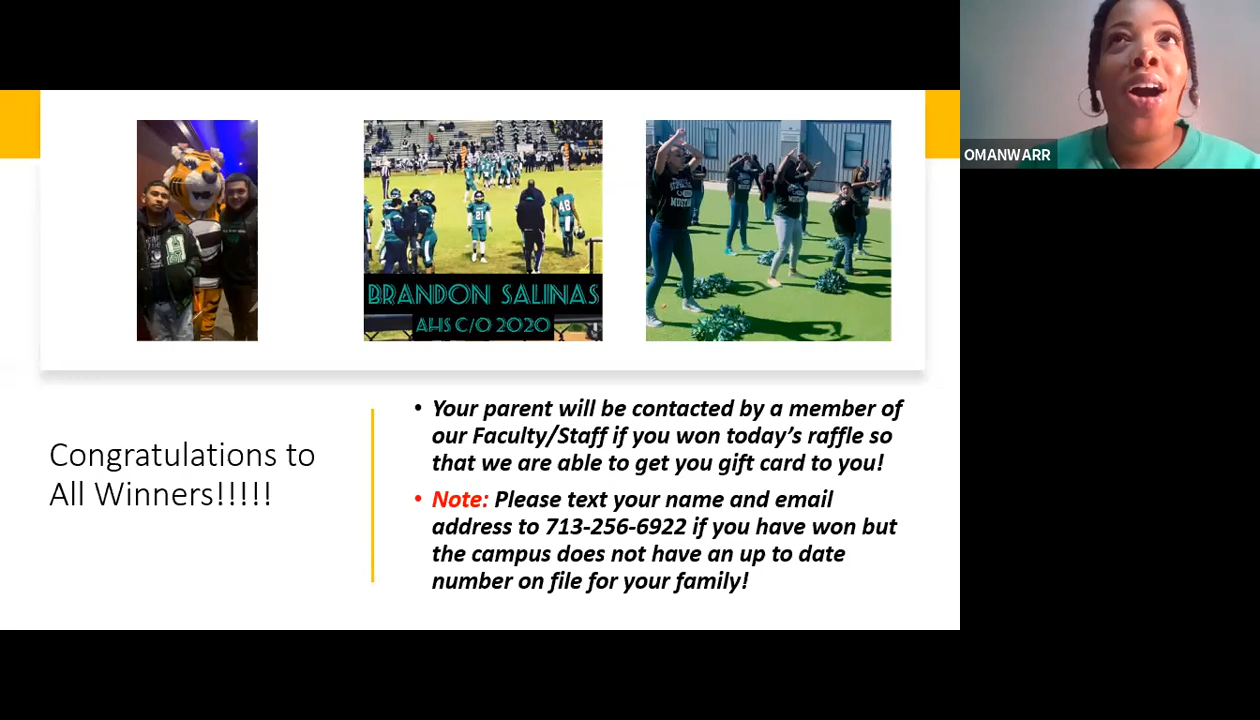 OMANWARR
21
48
BRANDON SALINAS
AHS C/O 2020
MUSTANG
Congratulations to
All Winners!!!!!
• Your parent will be contacted by a member of
our Faculty/Staff if you won today's raffle so
that we are able to get you gift card to you!
• Note: Please text your name and email
address to 713-256-6922 if you have won but
the campus does not have an up to date
number on file for your family!